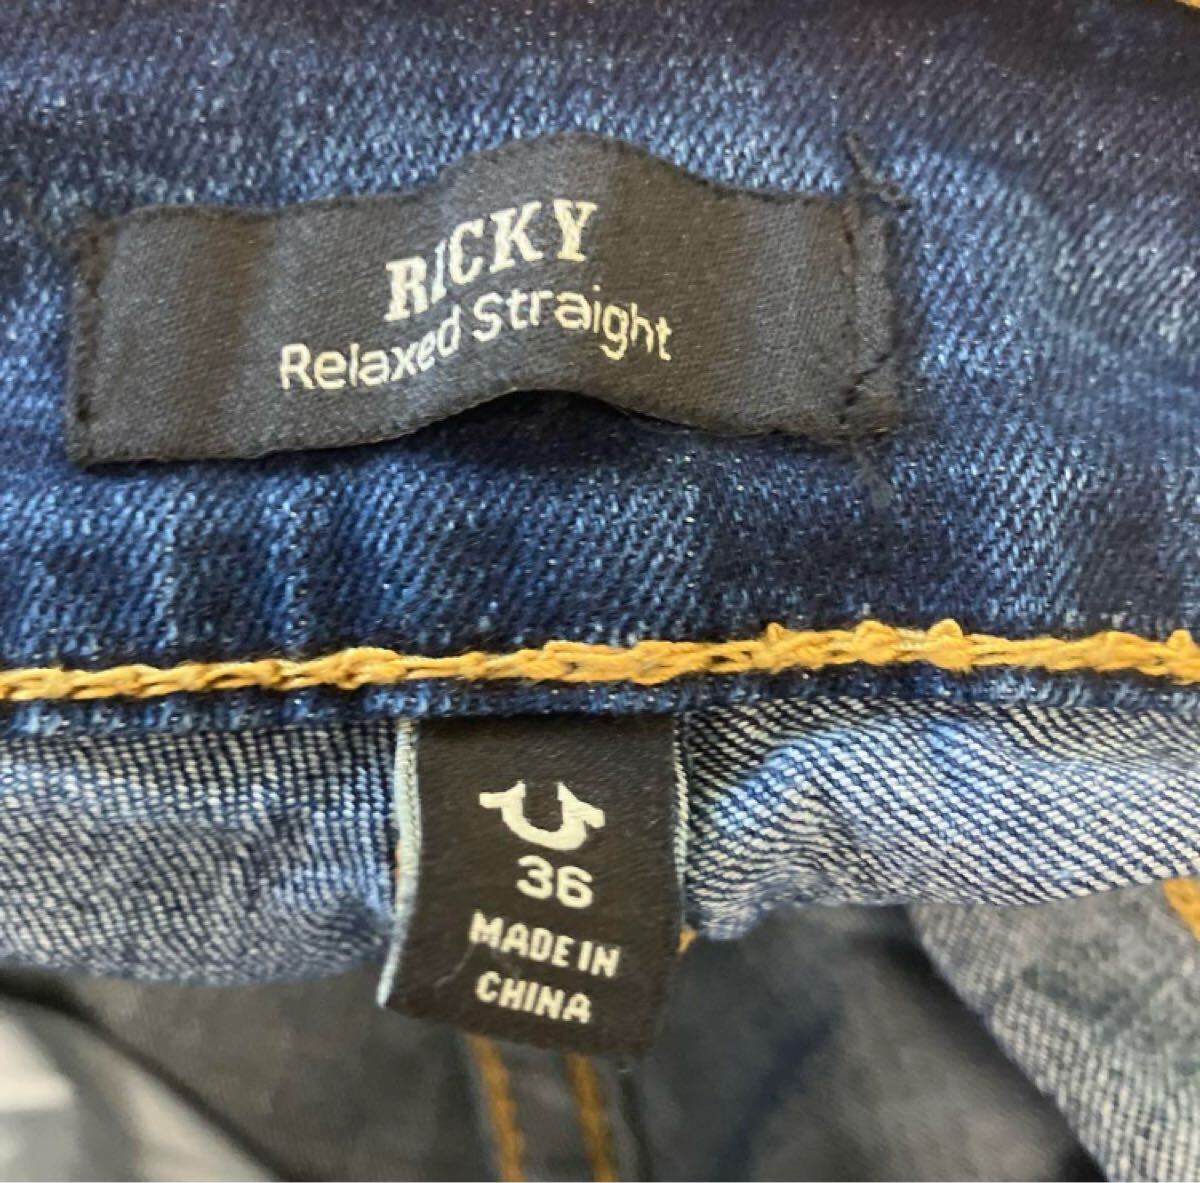 RICKY
Relaxed Straight
36
MADE IN
CHINA